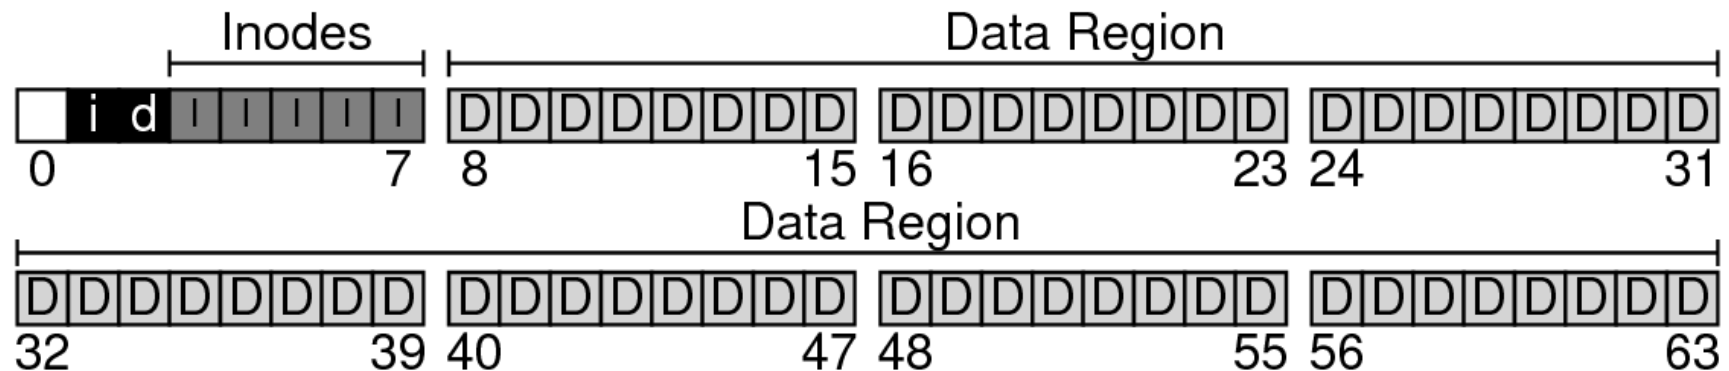 Inodes Data Region
i d I I I I I D D D D D D D D D D D D D D D D D D D D D D D D
0 7 8 15 16 23 24 31
Data Region
D D D D D D D D D D D D D D D D D D D D D D D D D D D D D D D D
32 39 40 47 48 55 56 63